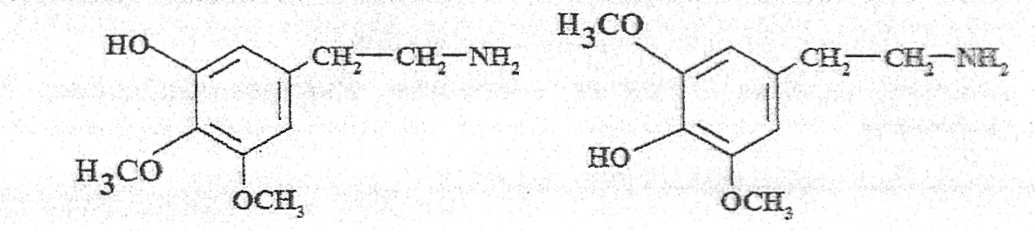 HO CH₂—CH₂—NH₂
H₃CO
OCH₃
H₃CO
CH₂—CH₂—NH₂
HO
OCH₃